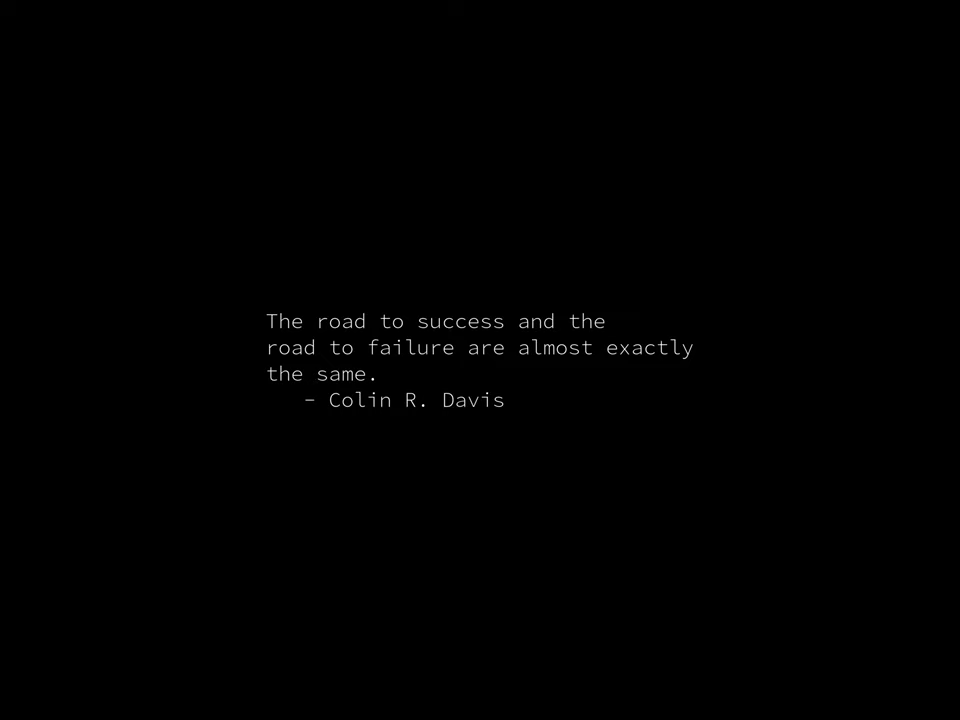 The road to success and the
road to failure are almost exactly
the same.
- Colin R. Davis